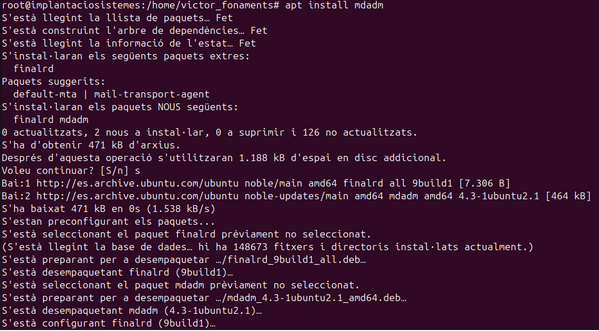 root@implantaciosistemes:/home/victor_fonaments# apt install mdadm
S'està llegint la llista de paquets… Fet
S'està construint l'arbre de dependències… Fet
S'està llegint la informació de l'estat… Fet
S'instal·laran els següents paquets extres:
  finalrd
Paquets suggerits:
  default-mta | mail-transport-agent
S'instal·laran els paquets NOUS següents:
  finalrd mdadm
0 actualitzats, 2 nous a instal·lar, 0 a suprimir i 126 no actualitzats.
S'ha d'obtenir 471 kB d'arxius.
Després d'aquesta operació s'utilitzaran 1.188 kB d'espai en disc addicional.
Voleu continuar? [S/n] s
Bai:1 http://es.archive.ubuntu.com/ubuntu noble/main amd64 finalrd all 9build1 [7.306 B]
Bai:2 http://es.archive.ubuntu.com/ubuntu noble-updates/main amd64 mdadm amd64 4.3-1ubuntu2.1 [464 kB]
S'ha baixat 471 kB en 0s (1.538 kB/s)
S'estan preconfigurant els paquets...
S'està seleccionant el paquet finalrd prèviament no seleccionat.
(S'està llegint la base de dades… hi ha 148673 fitxers i directoris instal·lats actualment.)
S'està preparant per a desempaquetar …/finalrd_9build1_all.deb…
S'està desempaquetant finalrd (9build1)…
S'està seleccionant el paquet mdadm prèviament no seleccionat.
S'està preparant per a desempaquetar …/mdadm_4.3-1ubuntu2.1_amd64.deb…
S'està desempaquetant mdadm (4.3-1ubuntu2.1)…
S'està configurant finalrd (9build1)…